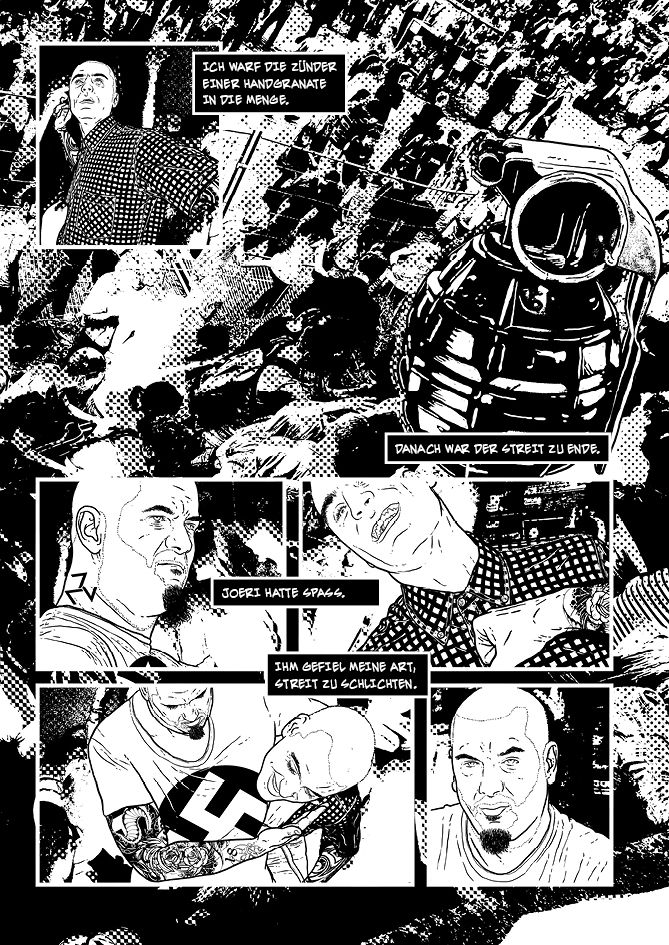 ICH WARF DIE ZÜNDER
EINER HANDGRANATE
IN DIE MENGE.
DANACH WAR DER STREIT ZU ENDE.
JOERI HATTE SPASS.
IHM GEFIEL MEINE ART,
STREIT ZU SCHLICHTEN.